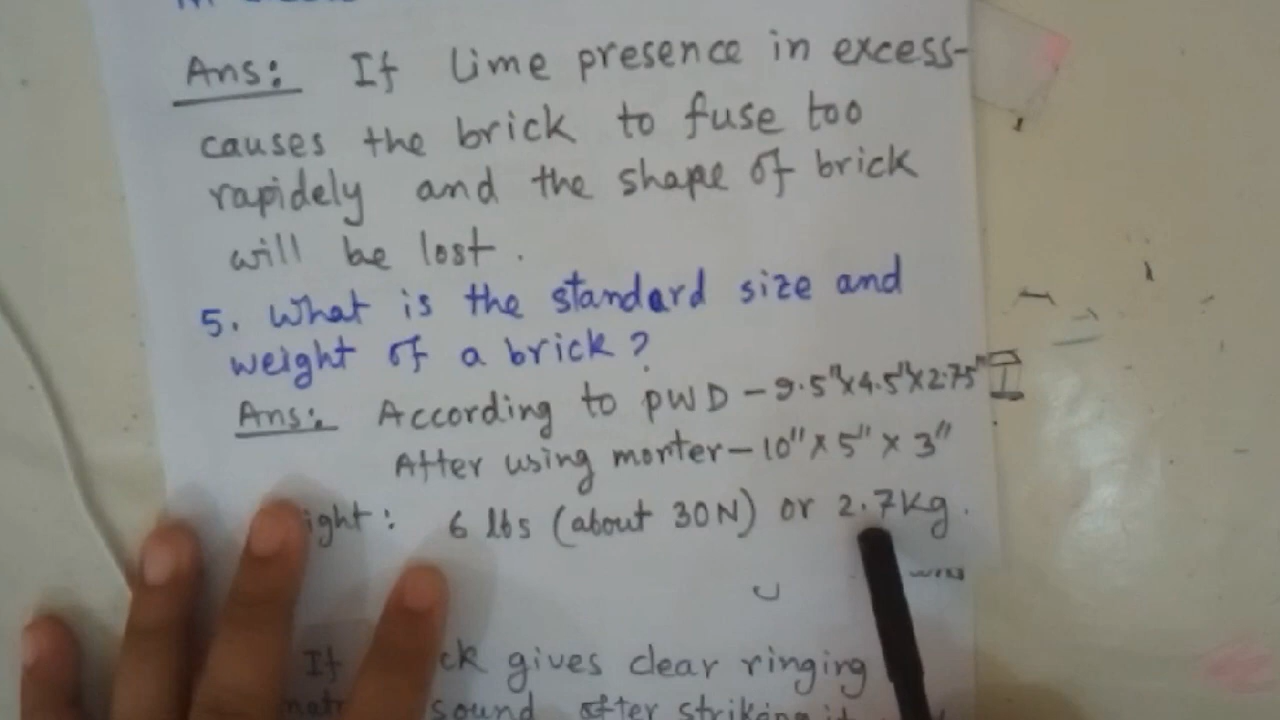 Ans: If Lime presence in excess-
causes the brick to fuse too
rapidely and the shape of brick
will be lost.
5. What is the standard size and
weight of a brick?
Ans: According to PWD - 9.5"x4.5"x2.75"
After using morter - 10" x 5" x 3"
ight: 6 lbs (about 30N) or 2.7kg.
If ck gives clear ringing
sound after striking it